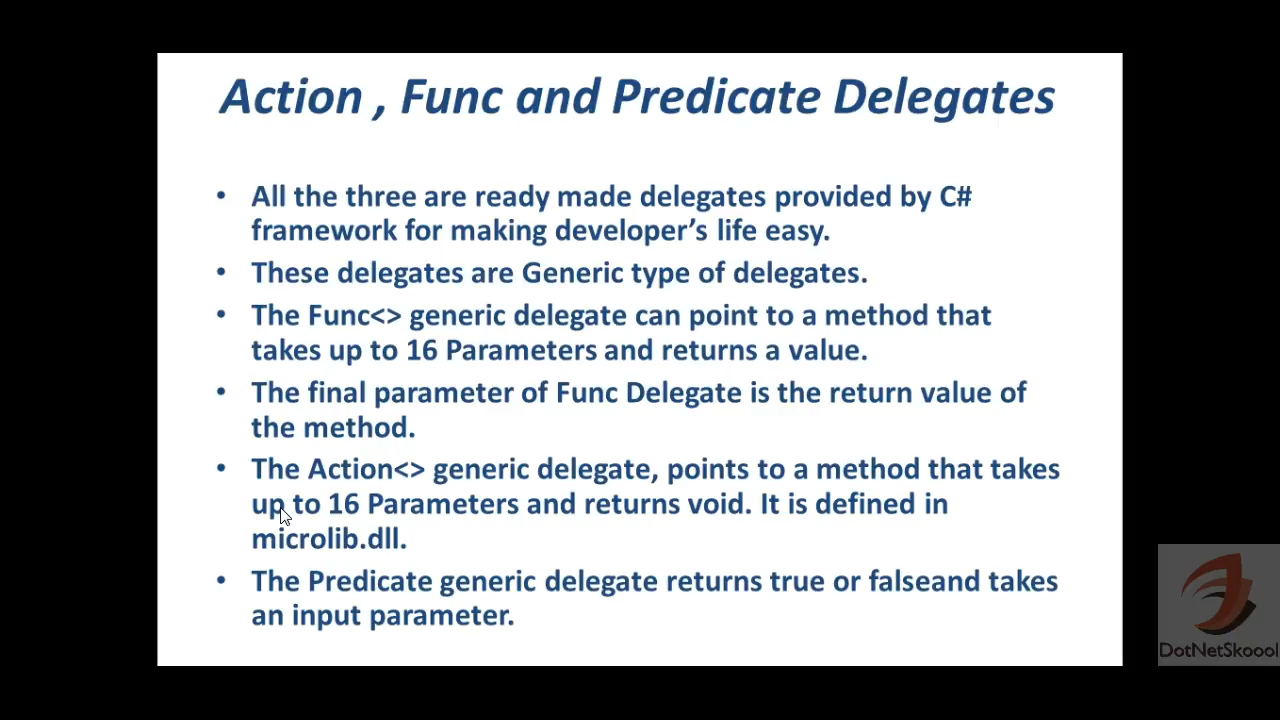 Action , Func and Predicate Delegates
• All the three are ready made delegates provided by C#
framework for making developer’s life easy.
• These delegates are Generic type of delegates.
• The Func<> generic delegate can point to a method that
takes up to 16 Parameters and returns a value.
• The final parameter of Func Delegate is the return value of
the method.
• The Action<> generic delegate, points to a method that takes
up to 16 Parameters and returns void. It is defined in
microlib.dll.
• The Predicate generic delegate returns true or falseand takes
an input parameter.
DotNetSkoool